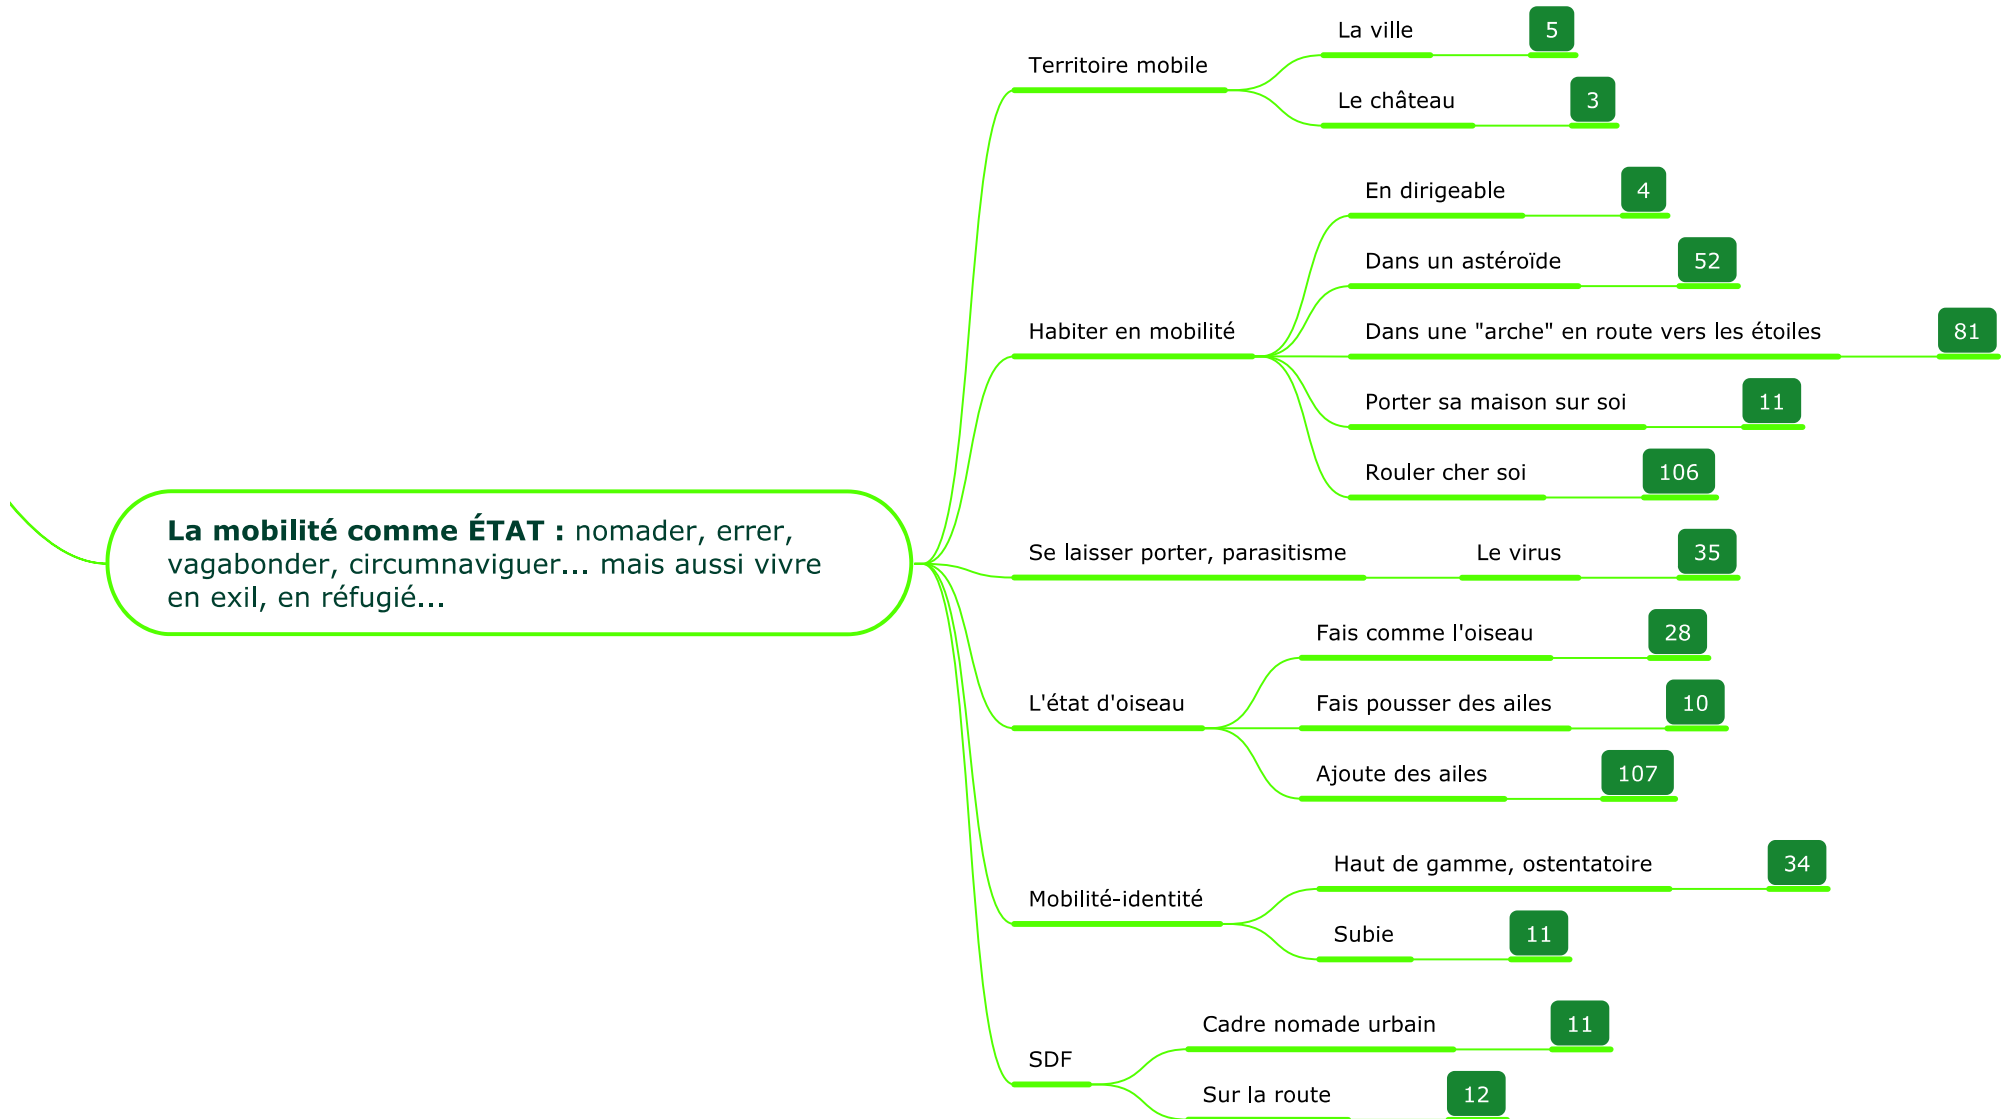 La ville 5
Territoire mobile
Le château 3
En dirigeable 4
Dans un astéroïde 52
Habiter en mobilité
Dans une "arche" en route vers les étoiles 81
Porter sa maison sur soi 11
Rouler cher soi 106
La mobilité comme ÉTAT : nomader, errer,
vagabonder, circumnaviguer... mais aussi vivre
en exil, en réfugié...
Se laisser porter, parasitisme Le virus 35
Fais comme l'oiseau 28
L'état d'oiseau
Fais pousser des ailes 10
Ajoute des ailes 107
Haut de gamme, ostentatoire 34
Mobilité-identité
Subie 11
Cadre nomade urbain 11
SDF
Sur la route 12